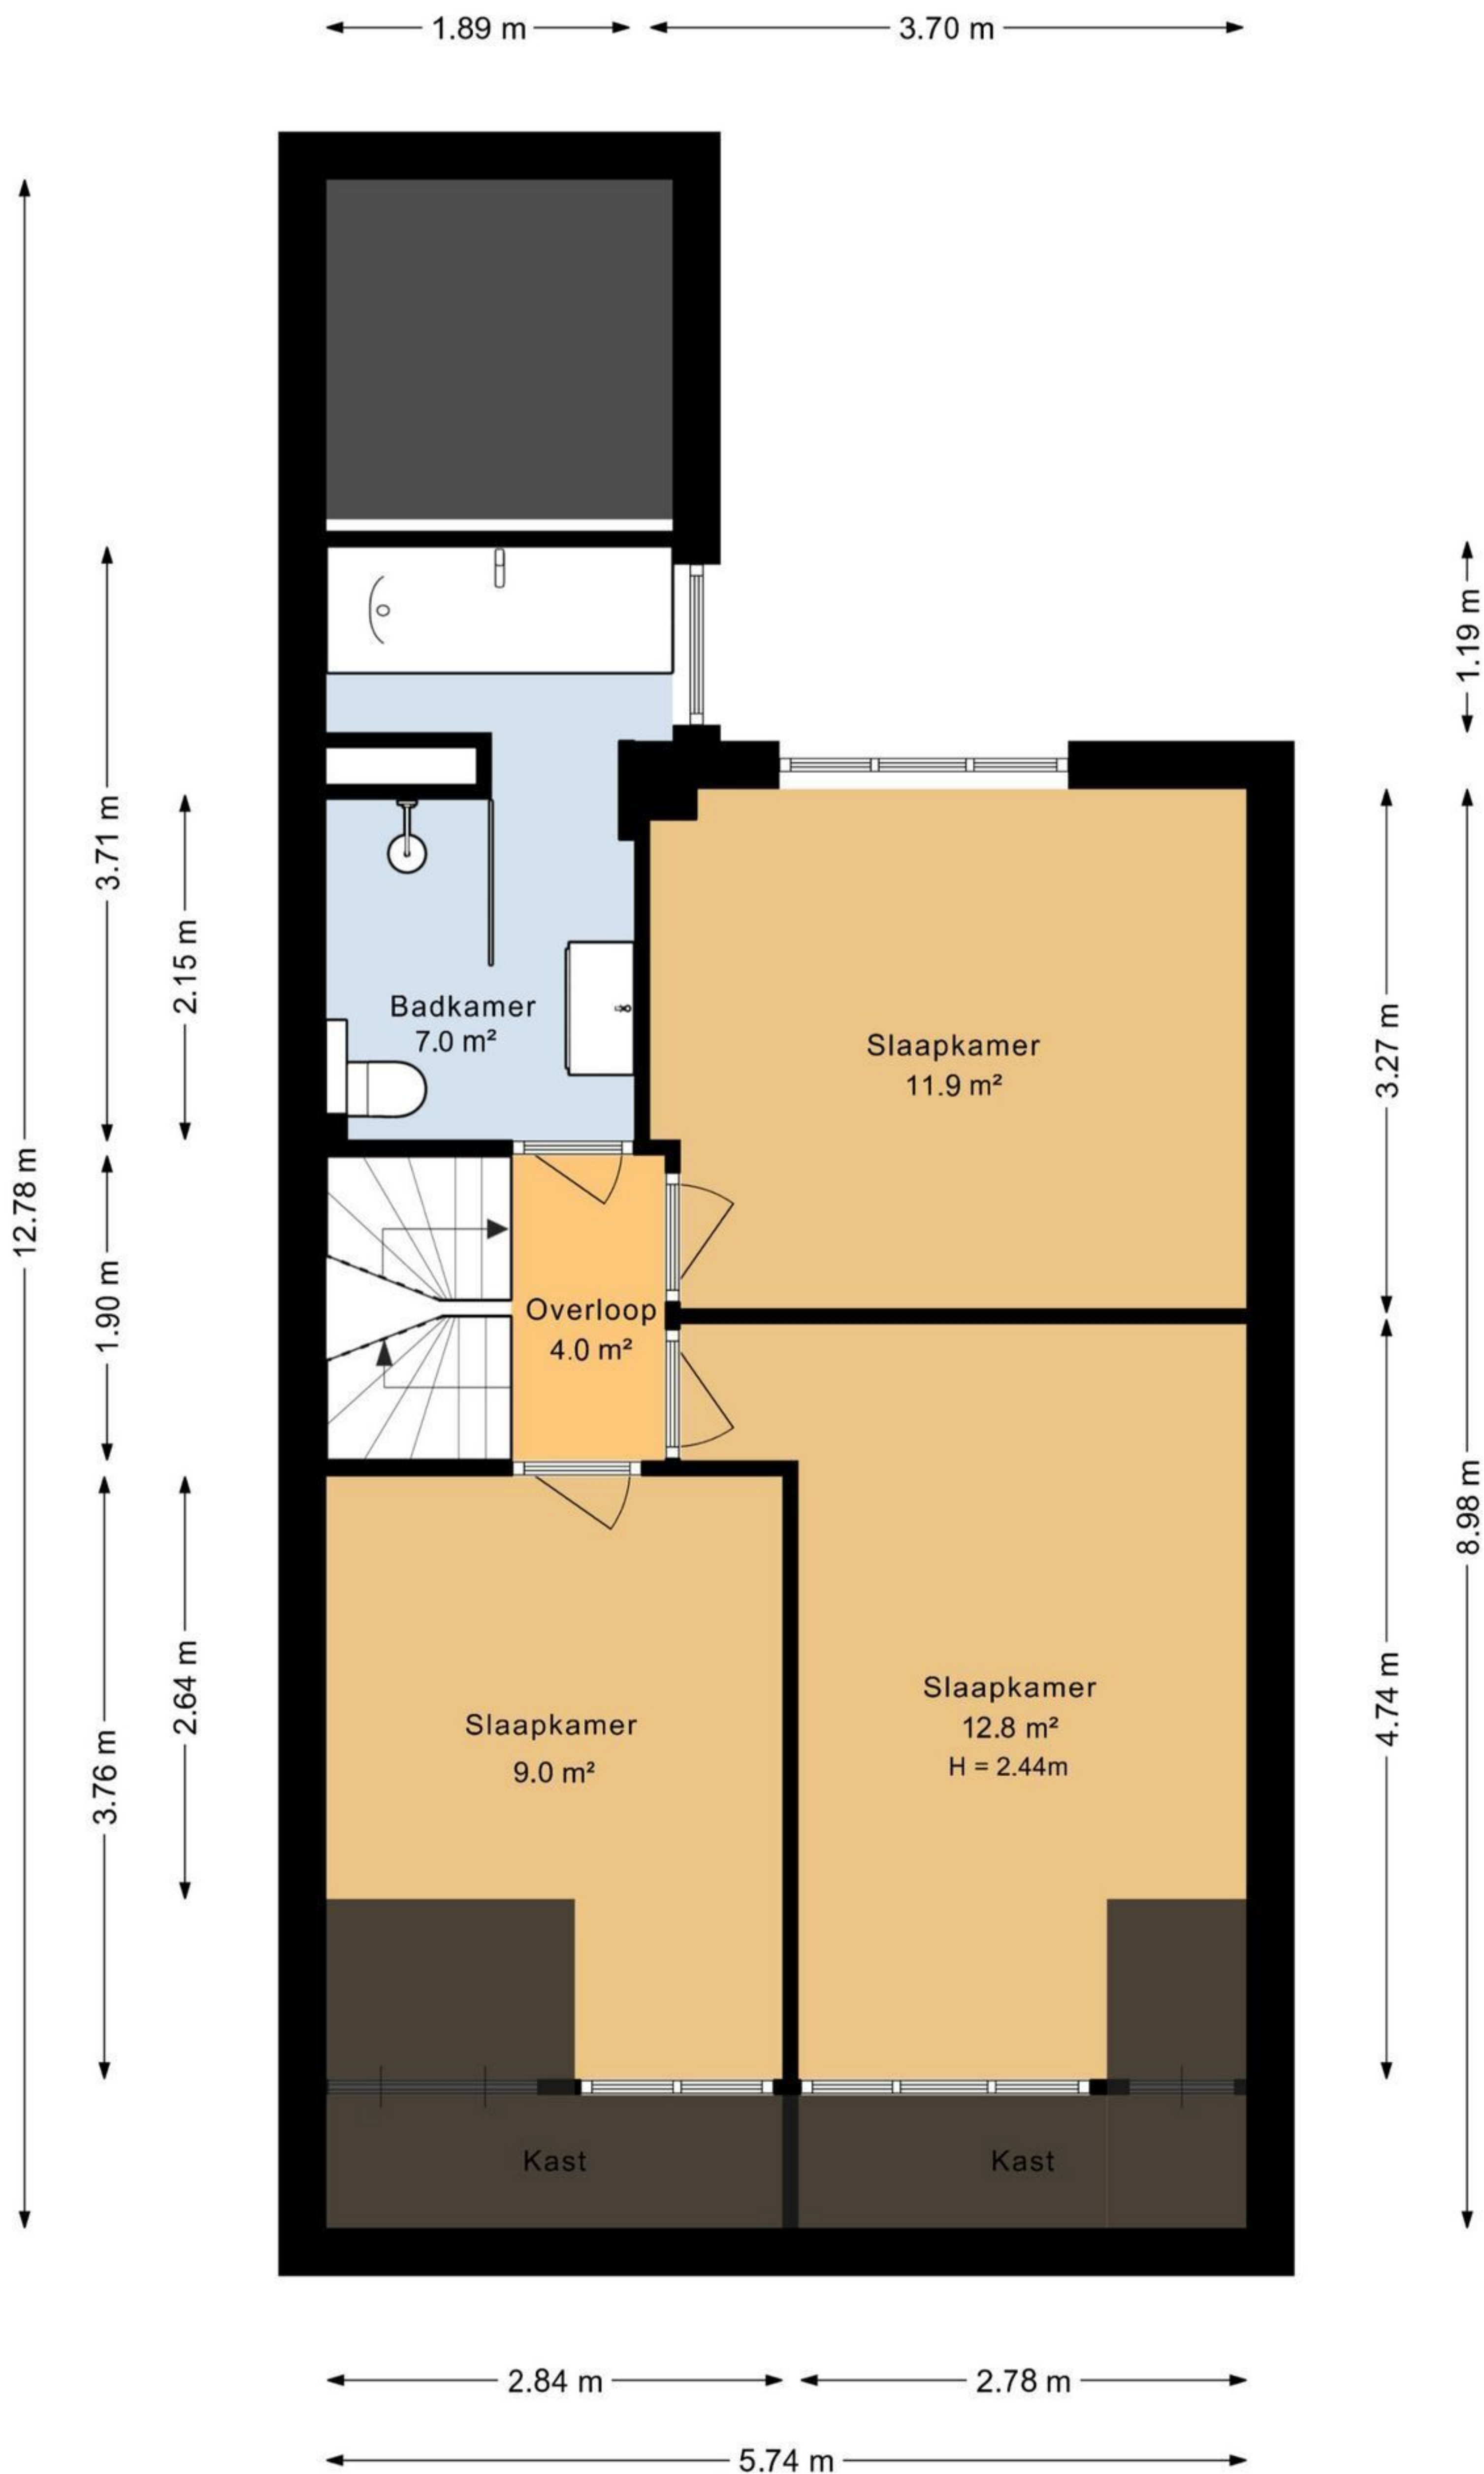 1.89 m
3.70 m
1.19 m
3.71 m
2.15 m
Badkamer
7.0 m²
Slaapkamer
11.9 m²
3.27 m
12.78 m
1.90 m
Overloop
4.0 m²
8.98 m
2.64 m
3.76 m
Slaapkamer
9.0 m²
Slaapkamer
12.8 m²
H = 2.44m
4.74 m
Kast
Kast
2.84 m
2.78 m
5.74 m